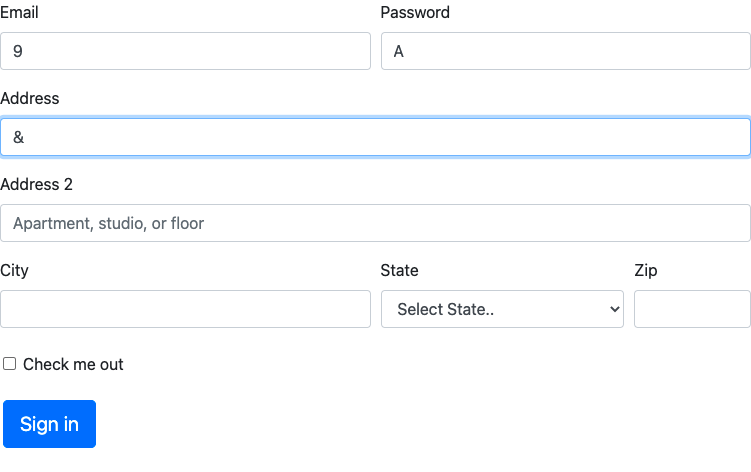 Email Password
9 A
Address
&
Address 2
Apartment, studio, or floor
City State Zip
Select State..
Check me out
Sign in